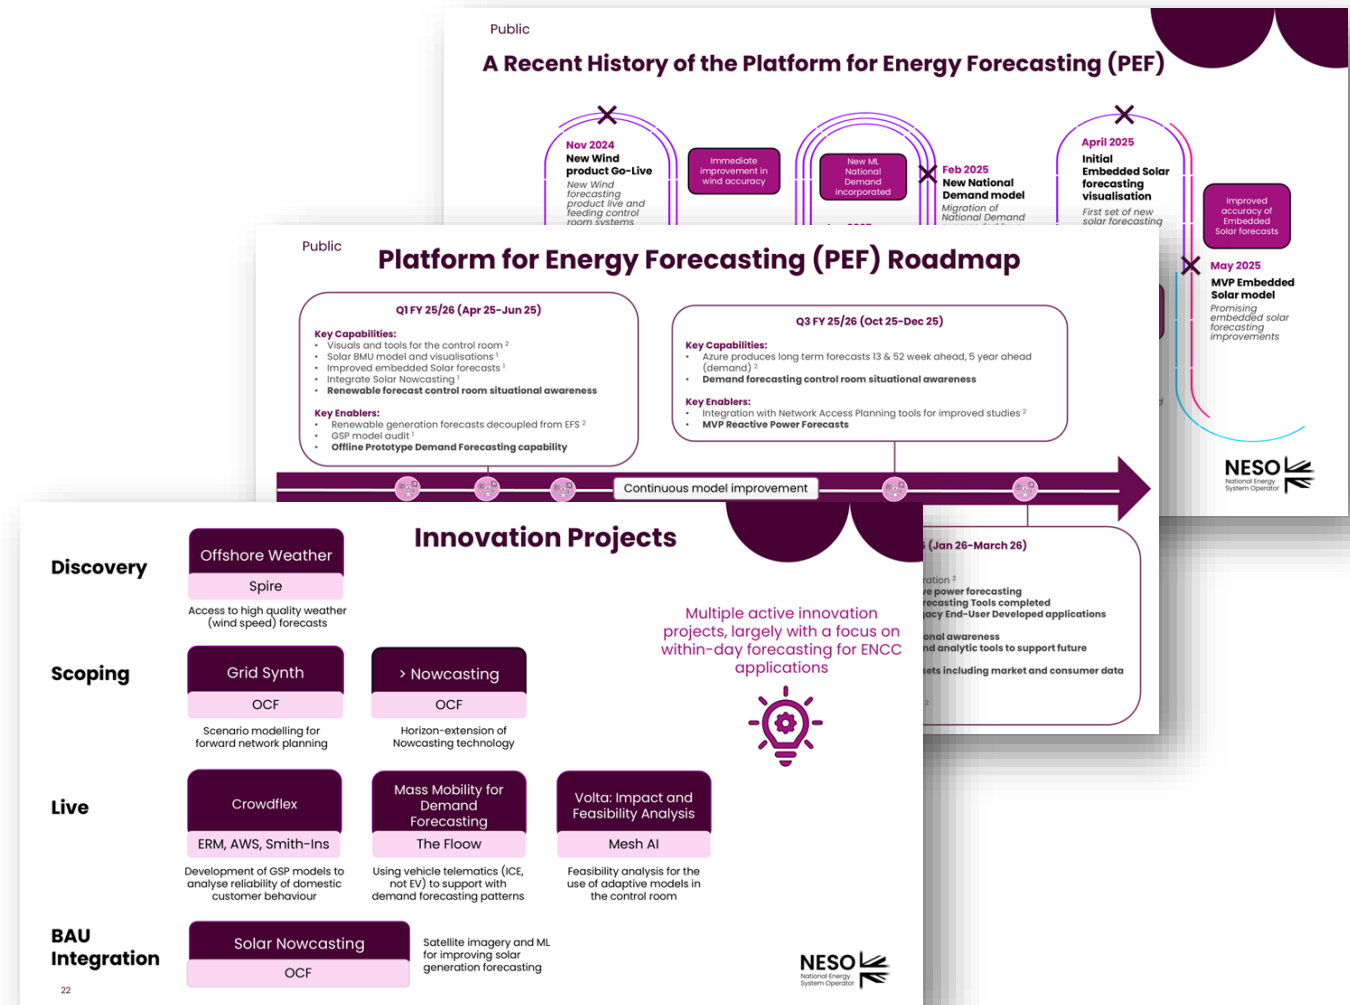 Public
A Recent History of the Platform for Energy Forecasting (PEF)
Nov 2024
New Wind
product Go-Live
New Wind
forecasting
product live and
feeding control
room systems
Immediate
improvement in
wind accuracy
New ML
National
Demand
incorporated
Feb 2025
New National
Demand model
Migration of
National Demand
April 2025
Initial
Embedded Solar
forecasting
visualisation
First set of new
solar forecasting
Improved
accuracy of
Embedded
Solar forecasts
May 2025
MVP Embedded
Solar model
Promising
embedded solar
forecasting
improvements
NESO
National Energy
System Operator
Public
Platform for Energy Forecasting (PEF) Roadmap
Q1 FY 25/26 (Apr 25-Jun 25)
Key Capabilities:
• Visuals and tools for the control room ²
• Solar BMU model and visualisations ¹
• Improved embedded Solar forecasts ¹
• Integrate Solar Nowcasting ¹
• Renewable forecast control room situational awareness
Key Enablers:
• Renewable generation forecasts decoupled from EFS ²
• GSP model audit ¹
• Offline Prototype Demand Forecasting capability
Q3 FY 25/26 (Oct 25-Dec 25)
Key Capabilities:
• Azure produces long term forecasts 13 & 52 week ahead, 5 year ahead
(demand) ²
• Demand forecasting control room situational awareness
Key Enablers:
• Integration with Network Access Planning tools for improved studies ²
• MVP Reactive Power Forecasts
Continuous model improvement
(Jan 26-March 26)
ration ²
ve power forecasting
recasting Tools completed
gacy End-User Developed applications
onal awareness
nd analytic tools to support future
sets including market and consumer data
²
Innovation Projects
Multiple active innovation
projects, largely with a focus on
within-day forecasting for ENCC
applications
Discovery
Offshore Weather
Spire
Access to high quality weather
(wind speed) forecasts
Scoping
Grid Synth
OCF
Scenario modelling for
forward network planning
> Nowcasting
OCF
Horizon-extension of
Nowcasting technology
Live
Crowdflex
ERM, AWS, Smith-Ins
Development of GSP models to
analyse reliability of domestic
customer behaviour
Mass Mobility for
Demand
Forecasting
The Floow
Using vehicle telematics (ICE,
not EV) to support with
demand forecasting patterns
Volta: Impact and
Feasibility Analysis
Mesh AI
Feasibility analysis for the
use of adaptive models in
the control room
BAU
Integration
Solar Nowcasting
OCF
Satellite imagery and ML
for improving solar
generation forecasting
NESO
National Energy
System Operator
22